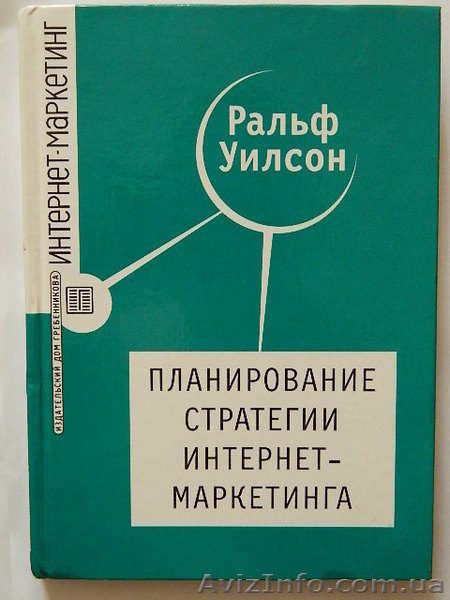 ИНТЕРНЕТ-МАРКЕТИНГ
ИЗДАТЕЛЬСКИЙ ДОМ ГРЕБЕННИКОВА
Ральф
Уилсон
ПЛАНИРОВАНИЕ
СТРАТЕГИИ
ИНТЕРНЕТ-
МАРКЕТИНГА
AvizInfo.com.ua